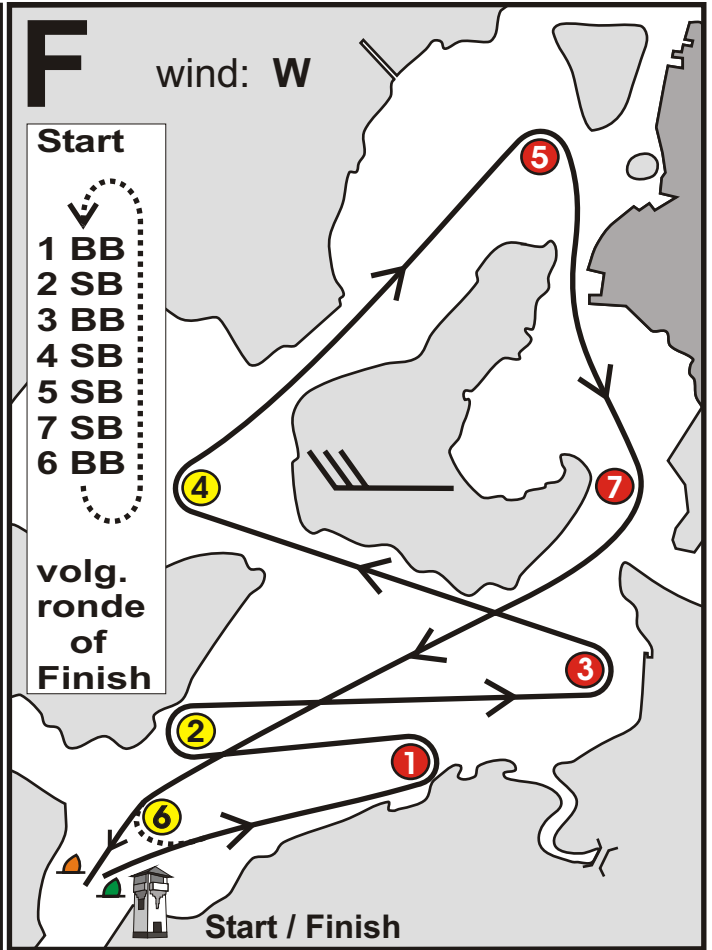 F
wind: W
Start
1 BB
2 SB
3 BB
4 SB
5 SB
7 SB
6 BB
volg.
ronde
of
Finish
5
4
7
3
2
1
6
Start / Finish